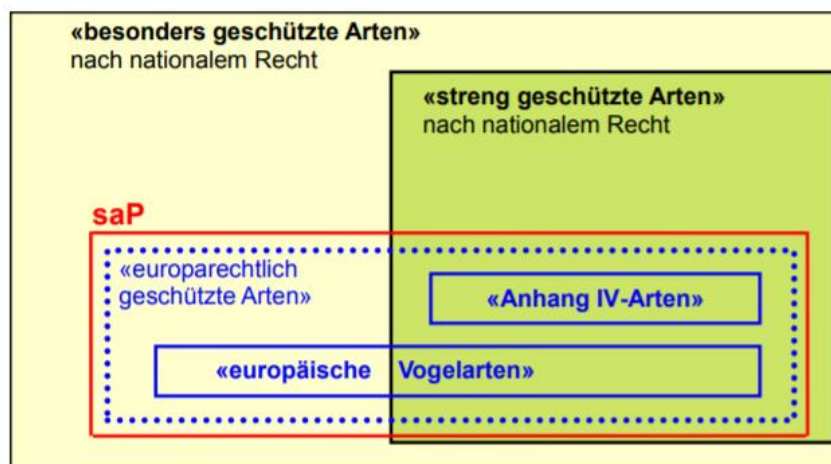 «besonders geschützte Arten»
nach nationalem Recht
«streng geschützte Arten»
nach nationalem Recht
saP
«europarechtlich
geschützte Arten»
«Anhang IV-Arten»
«europäische Vogelarten»